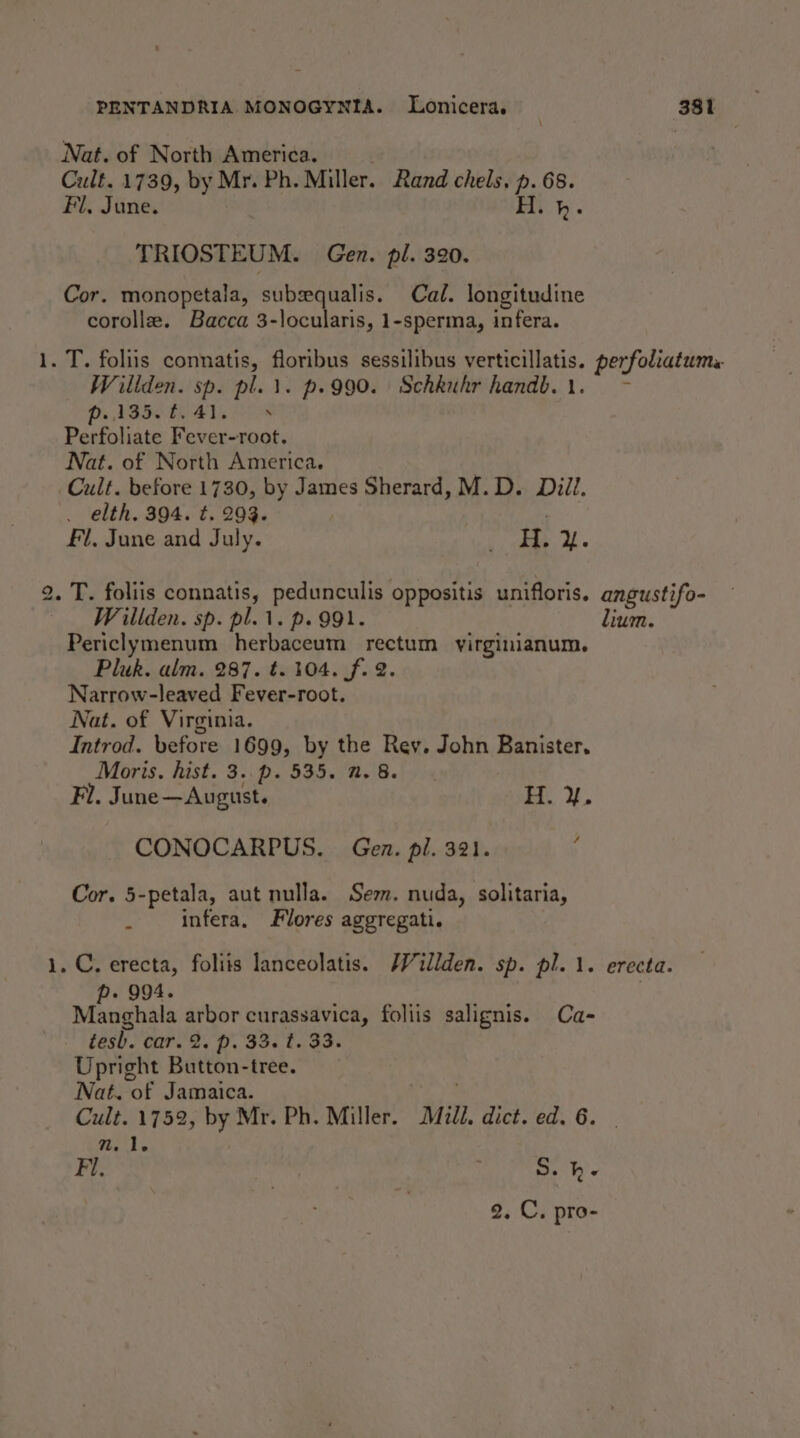 PENTANDRIA MONOGYNIA. Lonicera. 381
Nat. of North America.
Cult. 1739, by Mr. Ph. Miller. Rand chels. p. 68.
Fl. June. H. ♄.
TRIOSTEUM. Gen. pl. 320.
Cor. monopetala, subæqualis. Cal. longitudine
corollæ. Bacca 3-locularis, 1-sperma, infera.
1. T. foliis connatis, floribus sessilibus verticillatis. perfoliatum.
Willden. sp. pl. 1. p. 990. Schkuhr handb. 1.
p. 135. t. 41.
Perfoliate Fever-root.
Nat. of North America.
Cult. before 1730, by James Sherard, M. D. Dill.
elth. 394. t. 293.
Fl. June and July. H. ♃.
2. T. foliis connatis, pedunculis oppositis unifloris. angustifo-
Willden. sp. pl. 1. p. 991. lium.
Periclymenum herbaceum rectum virginianum.
Pluk. alm. 287. t. 104. f. 2.
Narrow-leaved Fever-root.
Nat. of Virginia.
Introd. before 1699, by the Rev. John Banister.
Moris. hist. 3. p. 535. n. 8.
Fl. June—August. H. ♃.
CONOCARPUS. Gen. pl. 321.
Cor. 5-petala, aut nulla. Sem. nuda, solitaria,
infera. Flores aggregati.
1. C. erecta, foliis lanceolatis. Willden. sp. pl. 1. erecta.
p. 994.
Manghala arbor curassavica, foliis salignis. Ca-
tesb. car. 2. p. 33. t. 33.
Upright Button-tree.
Nat. of Jamaica.
Cult. 1752, by Mr. Ph. Miller. Mill. dict. ed. 6.
n. 1.
Fl. S. ♄.
2. C. pro-